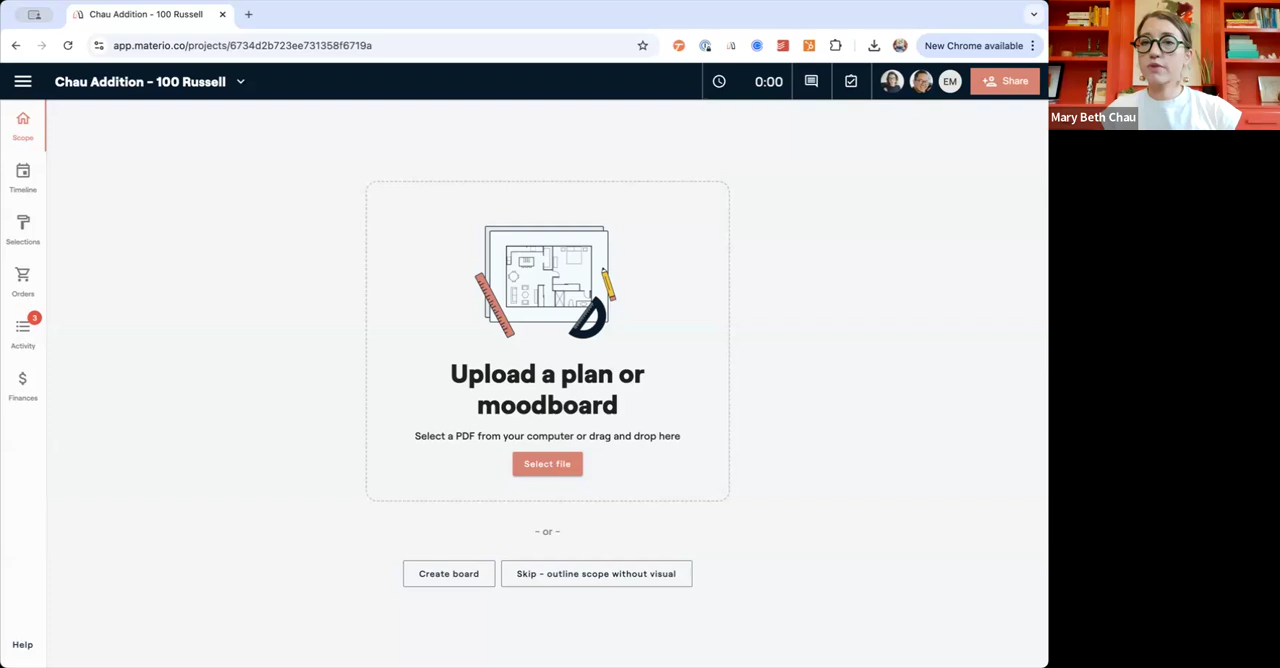 Chau Addition - 100 Russell
app.materio.co/projects/6734d2b723ee731358f6719a
New Chrome available
Chau Addition - 100 Russell
0:00
EM
Share
Mary Beth Chau
Scope
Timeline
Selections
Orders
3
Activity
Finances
Upload a plan or
moodboard
Select a PDF from your computer or drag and drop here
Select file
- or -
Create board
Skip - outline scope without visual
Help